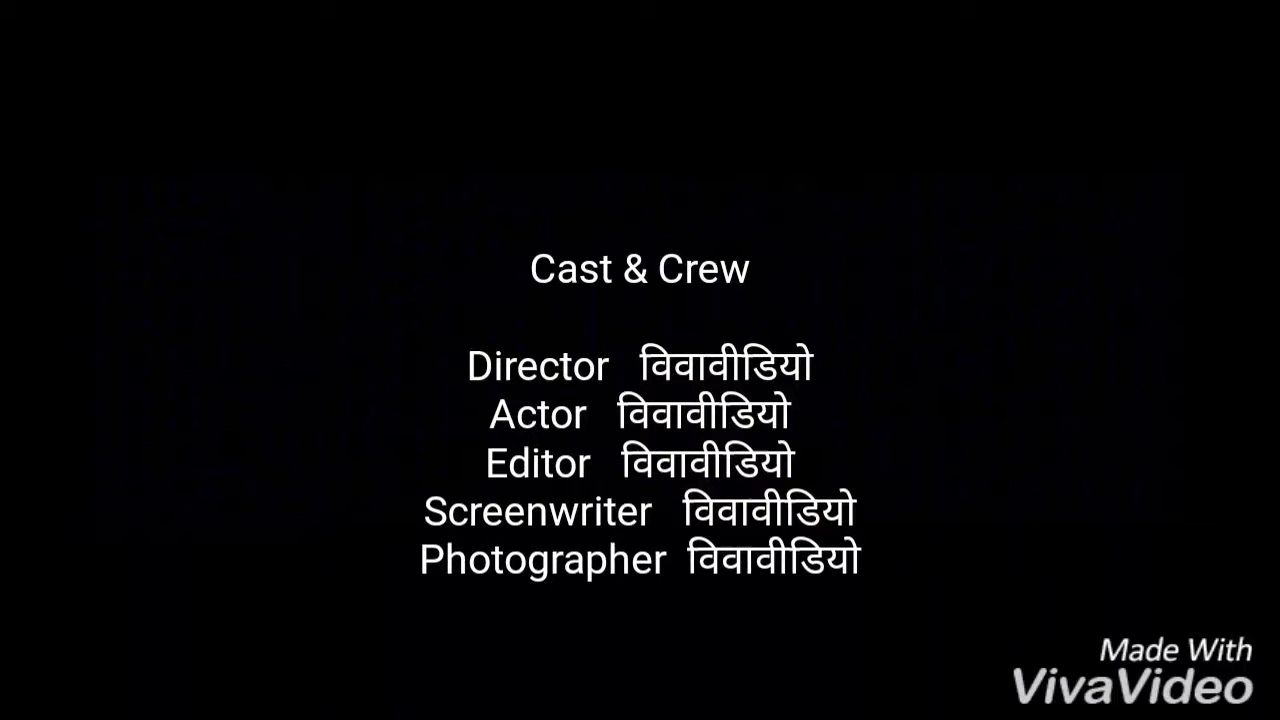 Cast & Crew
Director विवावीडियो
Actor विवावीडियो
Editor विवावीडियो
Screenwriter विवावीडियो
Photographer विवावीडियो
Made With
VivaVideo